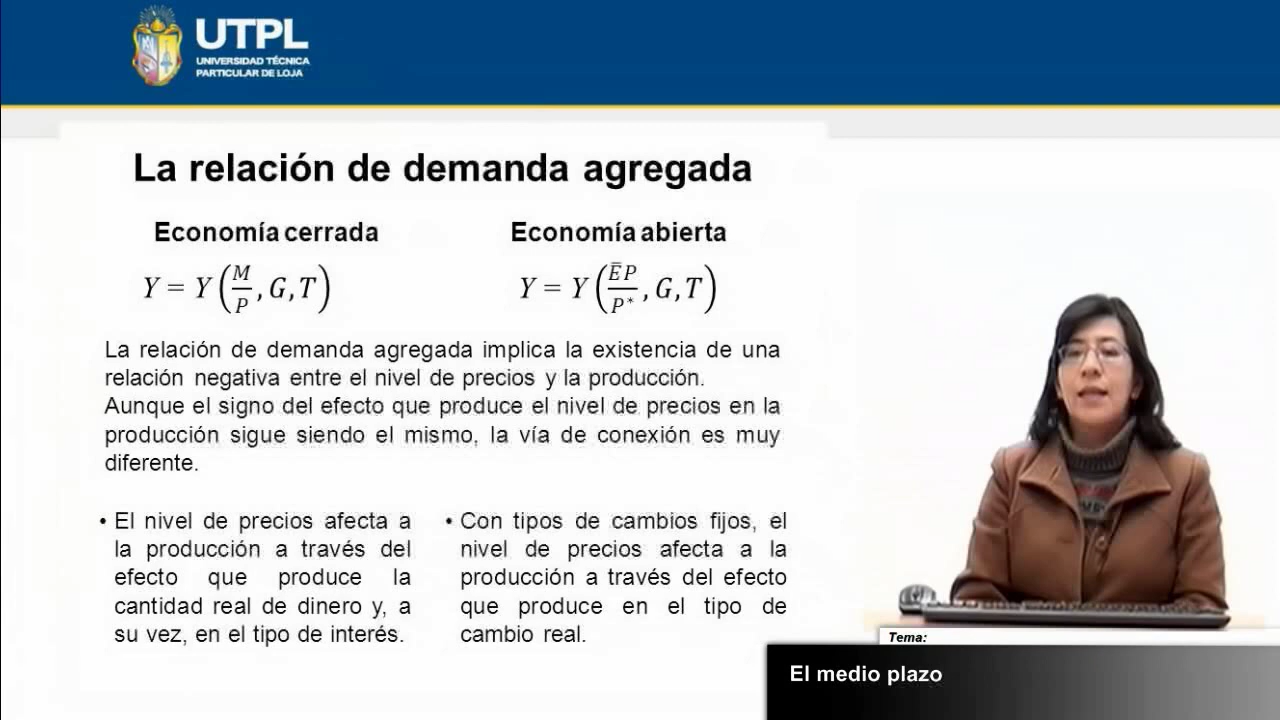 UTPL
UNIVERSIDAD TÉCNICA
PARTICULAR DE LOJA
La relación de demanda agregada
Economía cerrada
Y = Y(M/P, G, T)
Economía abierta
Y = Y(ĒP/P*, G, T)
La relación de demanda agregada implica la existencia de una
relación negativa entre el nivel de precios y la producción.
Aunque el signo del efecto que produce el nivel de precios en la
producción sigue siendo el mismo, la vía de conexión es muy
diferente.
• El nivel de precios afecta a
la producción a través del
efecto que produce la
cantidad real de dinero y, a
su vez, en el tipo de interés.
• Con tipos de cambios fijos, el
nivel de precios afecta a la
producción a través del efecto
que produce en el tipo de
cambio real.
Tema:
El medio plazo